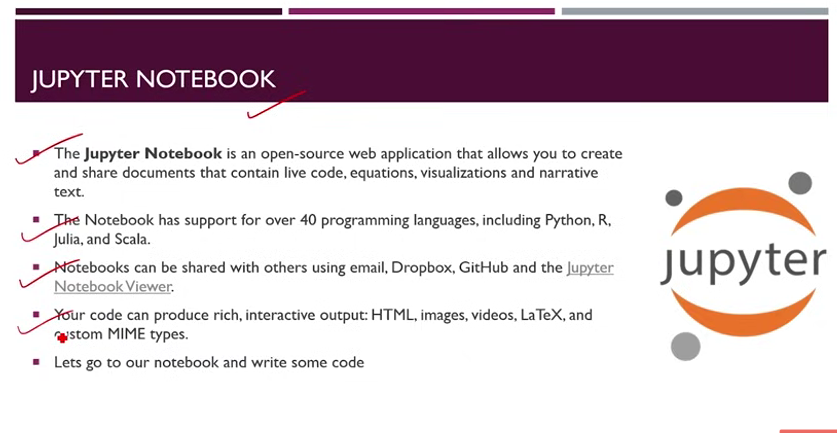 JUPYTER NOTEBOOK
The Jupyter Notebook is an open-source web application that allows you to create
and share documents that contain live code, equations, visualizations and narrative
text.
The Notebook has support for over 40 programming languages, including Python, R,
Julia, and Scala.
Notebooks can be shared with others using email, Dropbox, GitHub and the Jupyter
Notebook Viewer.
Your code can produce rich, interactive output: HTML, images, videos, LaTeX, and
custom MIME types.
Lets go to our notebook and write some code
jupyter